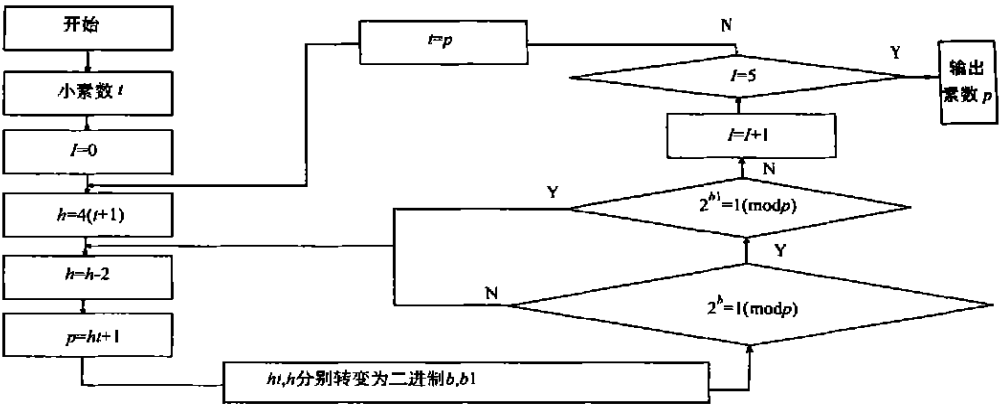 开始
小素数 t
I=0
h=4(t+1)
h=h-2
p=ht+1
ht,h分别转变为二进制b,b1
2^b=1(modp)
N
Y
2^b1=1(modp)
Y
N
I=I+1
I=5
N
Y
t=p
输出
素数 p